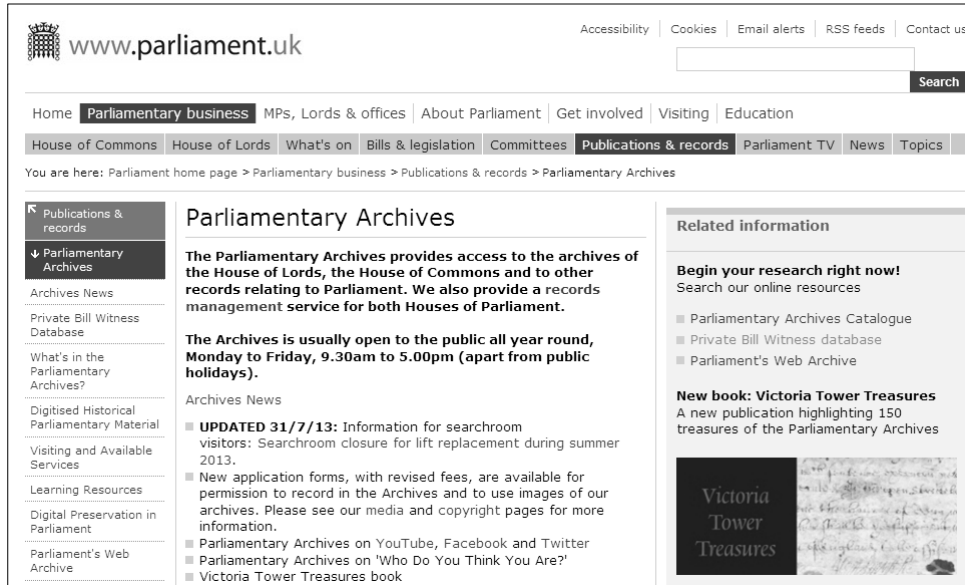 Accessibility Cookies Email alerts RSS feeds Contact us
www.parliament.uk
Search
Home Parliamentary business MPs, Lords & offices About Parliament Get involved Visiting Education
House of Commons House of Lords What's on Bills & legislation Committees Publications & records Parliament TV News Topics
You are here: Parliament home page > Parliamentary business > Publications & records > Parliamentary Archives
Publications &
records
Parliamentary
Archives
Archives News
Private Bill Witness
Database
What's in the
Parliamentary
Archives?
Digitised Historical
Parliamentary Material
Visiting and Available
Services
Learning Resources
Digital Preservation in
Parliament
Parliament's Web
Archive
Parliamentary Archives
The Parliamentary Archives provides access to the archives of
the House of Lords, the House of Commons and to other
records relating to Parliament. We also provide a records
management service for both Houses of Parliament.
The Archives is usually open to the public all year round,
Monday to Friday, 9.30am to 5.00pm (apart from public
holidays).
Archives News
UPDATED 31/7/13: Information for searchroom
visitors: Searchroom closure for lift replacement during summer
2013.
New application forms, with revised fees, are available for
permission to record in the Archives and to use images of our
archives. Please see our media and copyright pages for more
information.
Parliamentary Archives on YouTube, Facebook and Twitter
Parliamentary Archives on 'Who Do You Think You Are?'
Victoria Tower Treasures book
Related information
Begin your research right now!
Search our online resources
Parliamentary Archives Catalogue
Private Bill Witness database
Parliament's Web Archive
New book: Victoria Tower Treasures
A new publication highlighting 150
treasures of the Parliamentary Archives
Victoria
Tower
Treasures